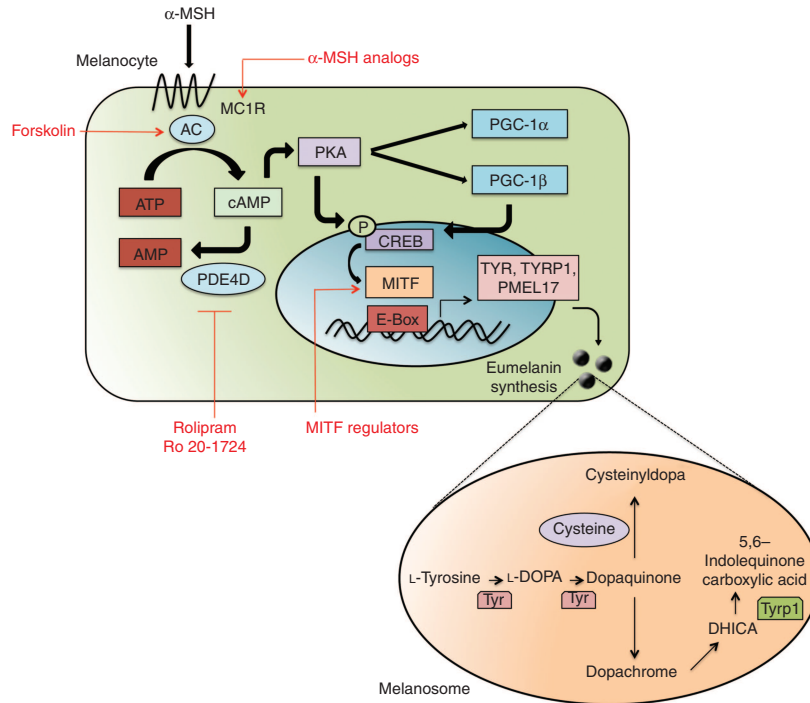 α-MSH
Melanocyte
α-MSH analogs
MC1R
Forskolin
AC
PGC-1α
PKA
PGC-1β
ATP
cAMP
P
CREB
AMP
TYR, TYRP1,
PMEL17
PDE4D
MITF
E-Box
Eumelanin
synthesis
Rolipram
Ro 20-1724
MITF regulators
Cysteinyldopa
Cysteine
5,6–
Indolequinone
carboxylic acid
L-Tyrosine
L-DOPA
Dopaquinone
Tyr
Tyr
Tyrp1
DHICA
Dopachrome
Melanosome